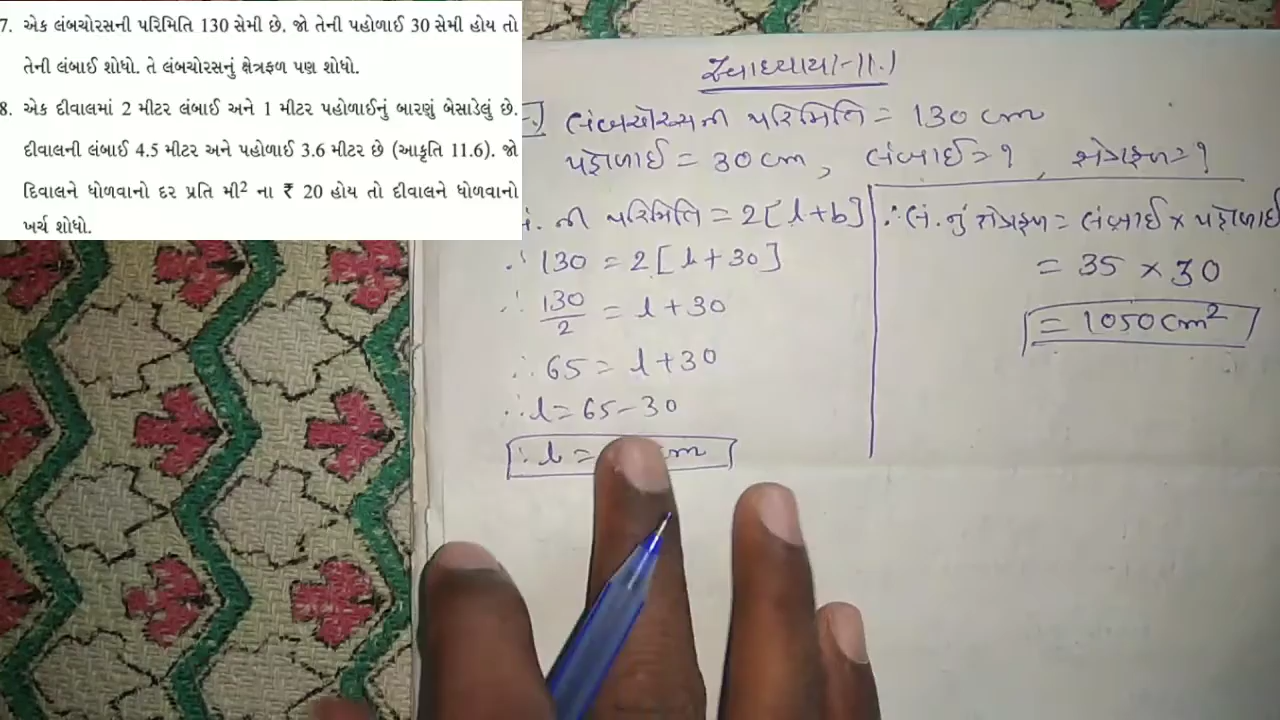 7. એક લંબચોરસની પરિમિતિ 130 સેમી છે. જો તેની પહોળાઈ 30 સેમી હોય તો
તેની લંબાઈ શોધો. તે લંબચોરસનું ક્ષેત્રફળ પણ શોધો.
8. એક દીવાલમાં 2 મીટર લંબાઈ અને 1 મીટર પહોળાઈનું બારણું બેસાડેલું છે.
દીવાલની લંબાઈ 4.5 મીટર અને પહોળાઈ 3.6 મીટર છે (આકૃતિ 11.6). જો
દિવાલને ધોળવાનો દર પ્રતિ મી² ના ₹ 20 હોય તો દીવાલને ધોળવાનો
ખર્ચ શોધો.
સ્વાધ્યાય-11.1
લંબચોરસની પરિમિતિ = 130 cm
પહોળાઈ = 30 cm, લંબાઈ = ?, ક્ષેત્રફળ = ?
લં. ની પરિમિતિ = 2[l+b]
∴ 130 = 2[l+30]
∴ 130/2 = l+30
∴ 65 = l+30
∴ l = 65-30
∴ l = cm
∴ લં. નું ક્ષેત્રફળ = લંબાઈ × પહોળાઈ
= 35 × 30
= 1050 cm²